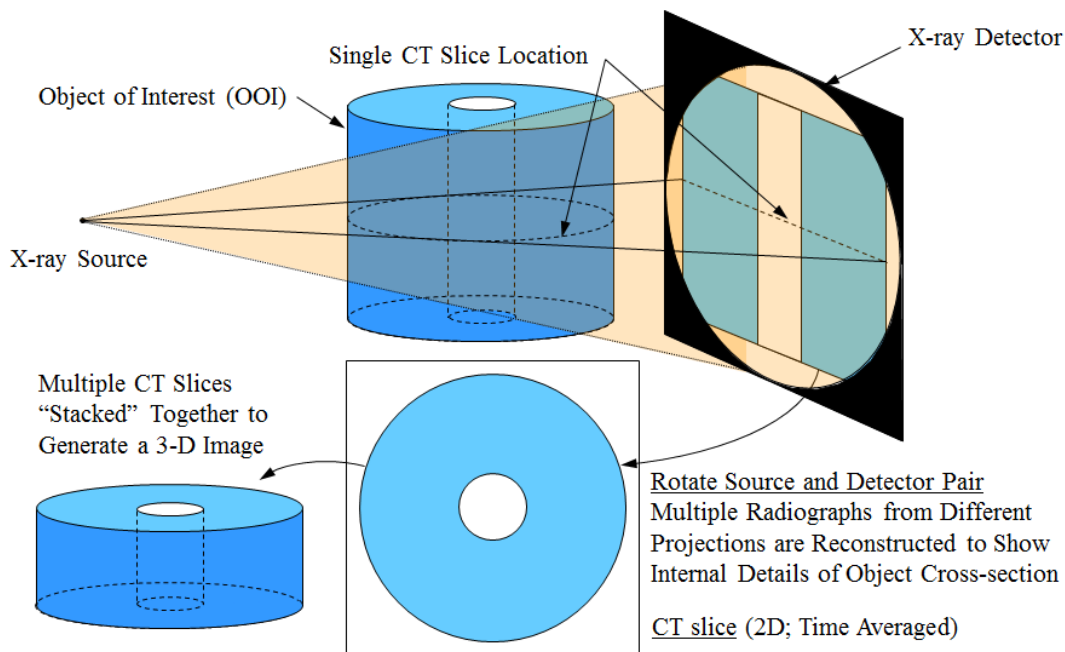 X-ray Detector
Single CT Slice Location
Object of Interest (OOI)
X-ray Source
Multiple CT Slices
“Stacked” Together to
Generate a 3-D Image
Rotate Source and Detector Pair
Multiple Radiographs from Different
Projections are Reconstructed to Show
Internal Details of Object Cross-section
CT slice (2D; Time Averaged)